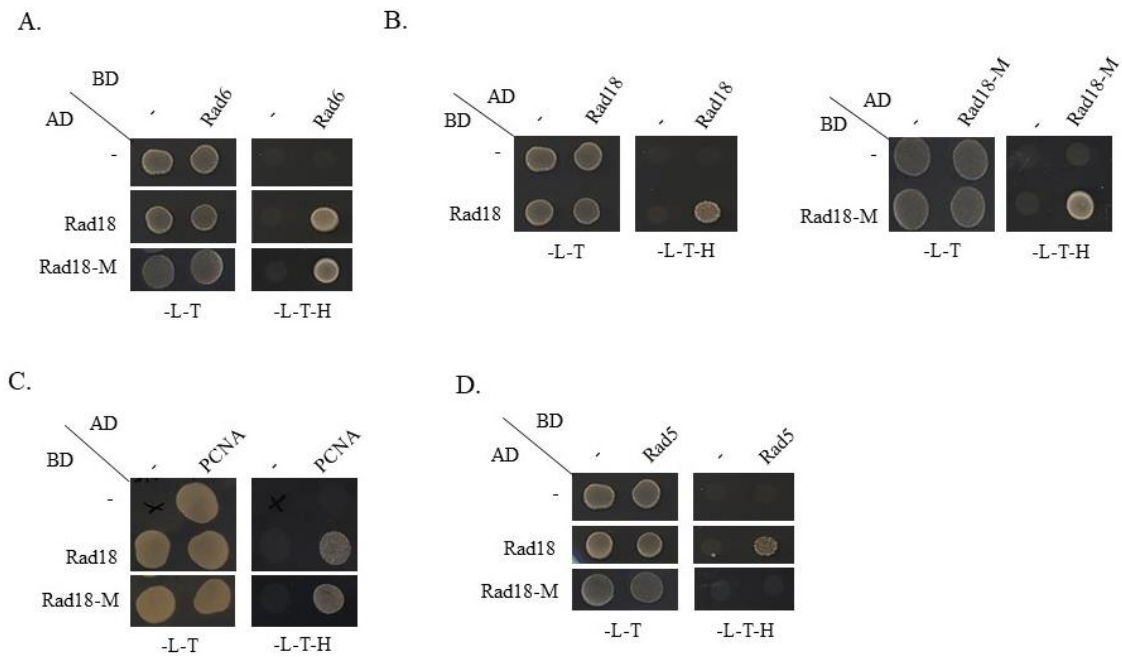 A.
BD
AD
-
Rad6
-
Rad6
-
Rad18
Rad18-M
-L-T
-L-T-H
B.
AD
BD
-
Rad18
-
Rad18
-
Rad18
-L-T
-L-T-H
AD
BD
-
Rad18-M
-
Rad18-M
-
Rad18-M
-L-T
-L-T-H
C.
AD
BD
-
PCNA
-
PCNA
-
Rad18
Rad18-M
-L-T
-L-T-H
D.
BD
AD
-
Rad5
-
Rad5
-
Rad18
Rad18-M
-L-T
-L-T-H